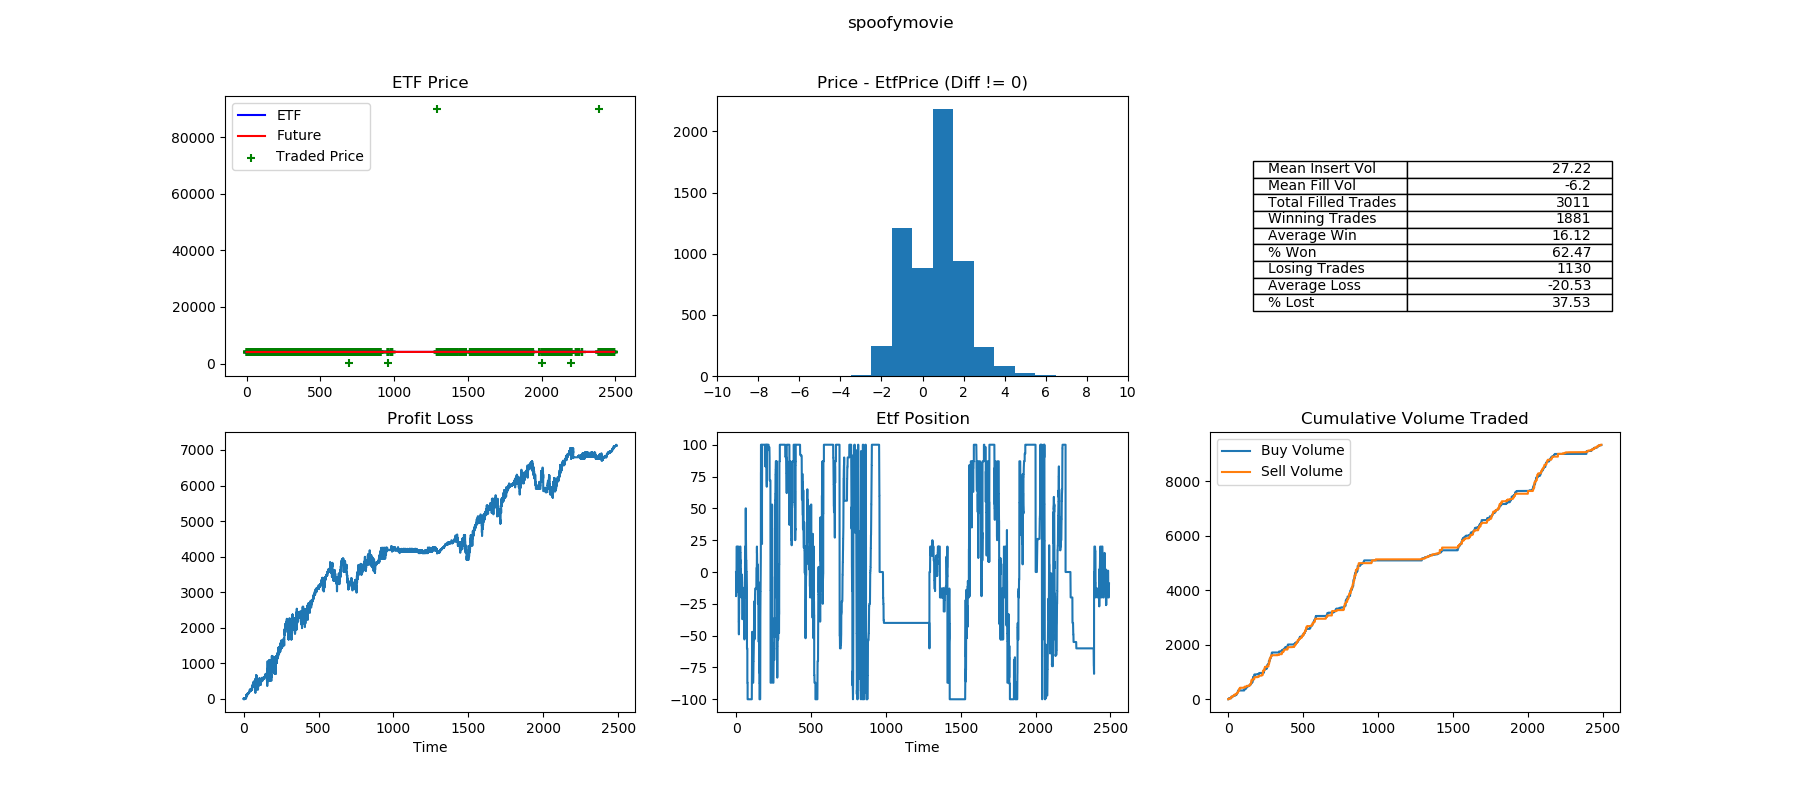 spoofymovie
ETF Price
ETF
Future
Traded Price
80000
60000
40000
20000
0
0 500 1000 1500 2000 2500
Price - EtfPrice (Diff != 0)
2000
1500
1000
500
0
−10 −8 −6 −4 −2 0 2 4 6 8 10
Mean Insert Vol 27.22
Mean Fill Vol -6.2
Total Filled Trades 3011
Winning Trades 1881
Average Win 16.12
% Won 62.47
Losing Trades 1130
Average Loss -20.53
% Lost 37.53
Profit Loss
7000
6000
5000
4000
3000
2000
1000
0
0 500 1000 1500 2000 2500
Time
Etf Position
100
75
50
25
0
−25
−50
−75
−100
0 500 1000 1500 2000 2500
Time
Cumulative Volume Traded
Buy Volume
Sell Volume
8000
6000
4000
2000
0
0 500 1000 1500 2000 2500